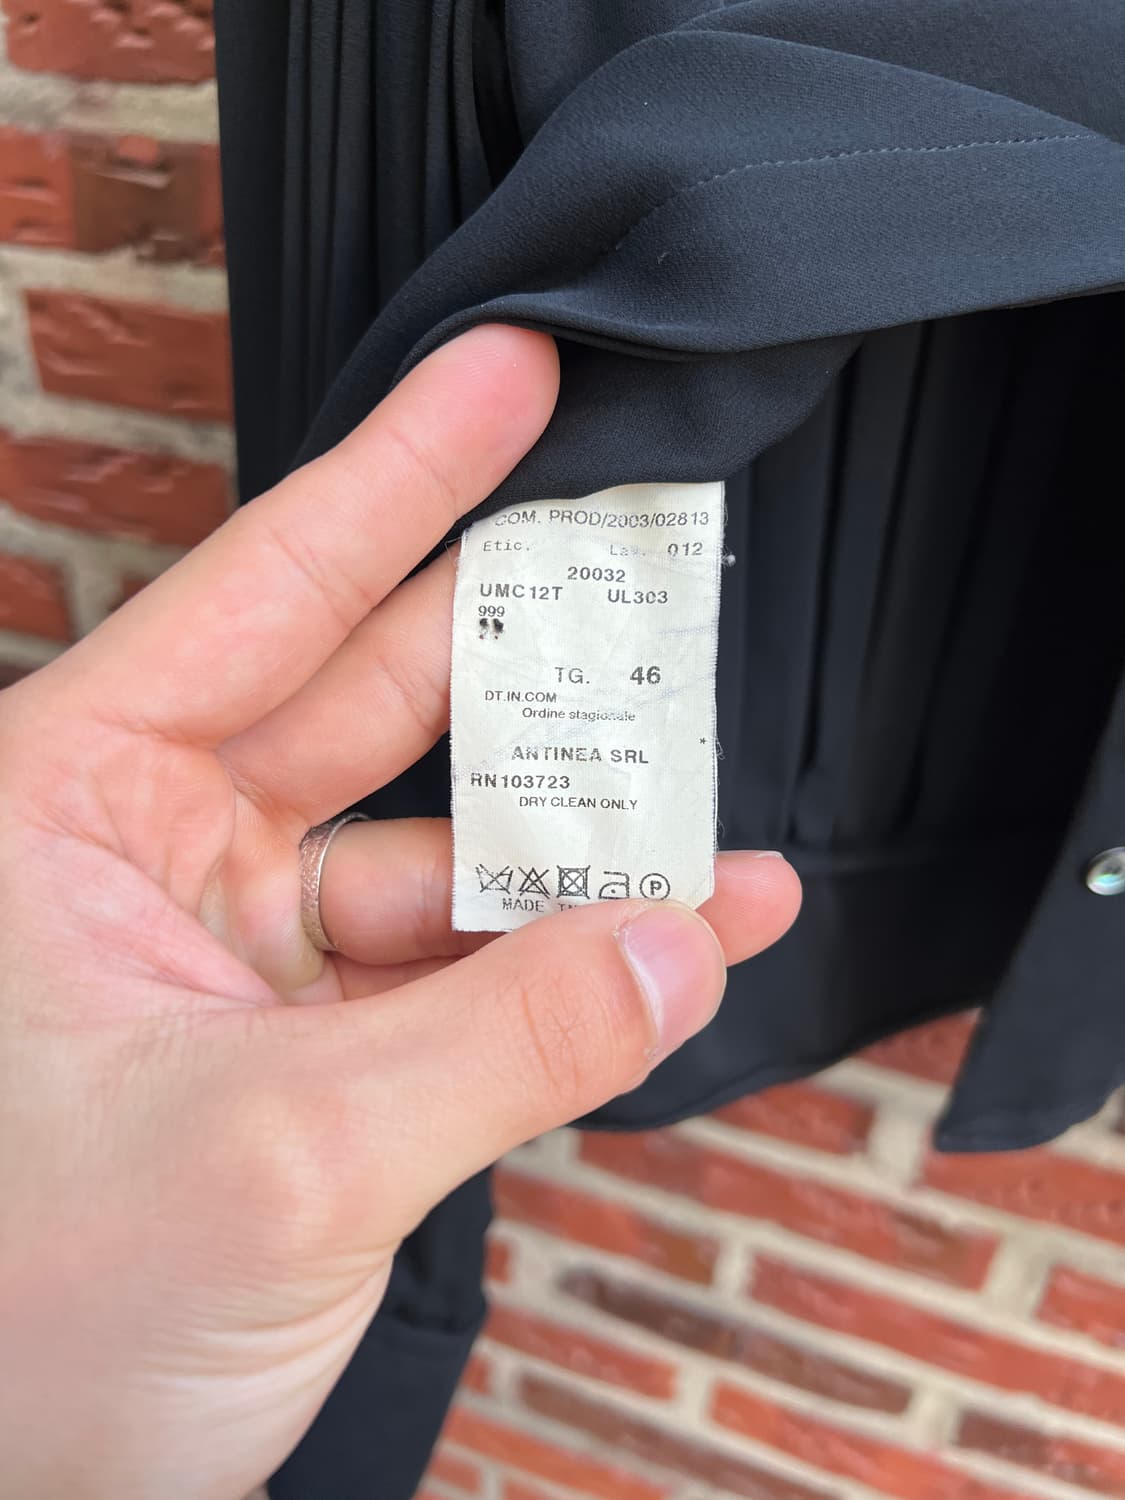 COM. PROD/2003/02813
Etic. Lav. 012
20032
UMC12T UL303
999
TG. 46
DT.IN.COM
Ordine stagionale
*
ANTINEA SRL
RN103723
DRY CLEAN ONLY
P
MADE